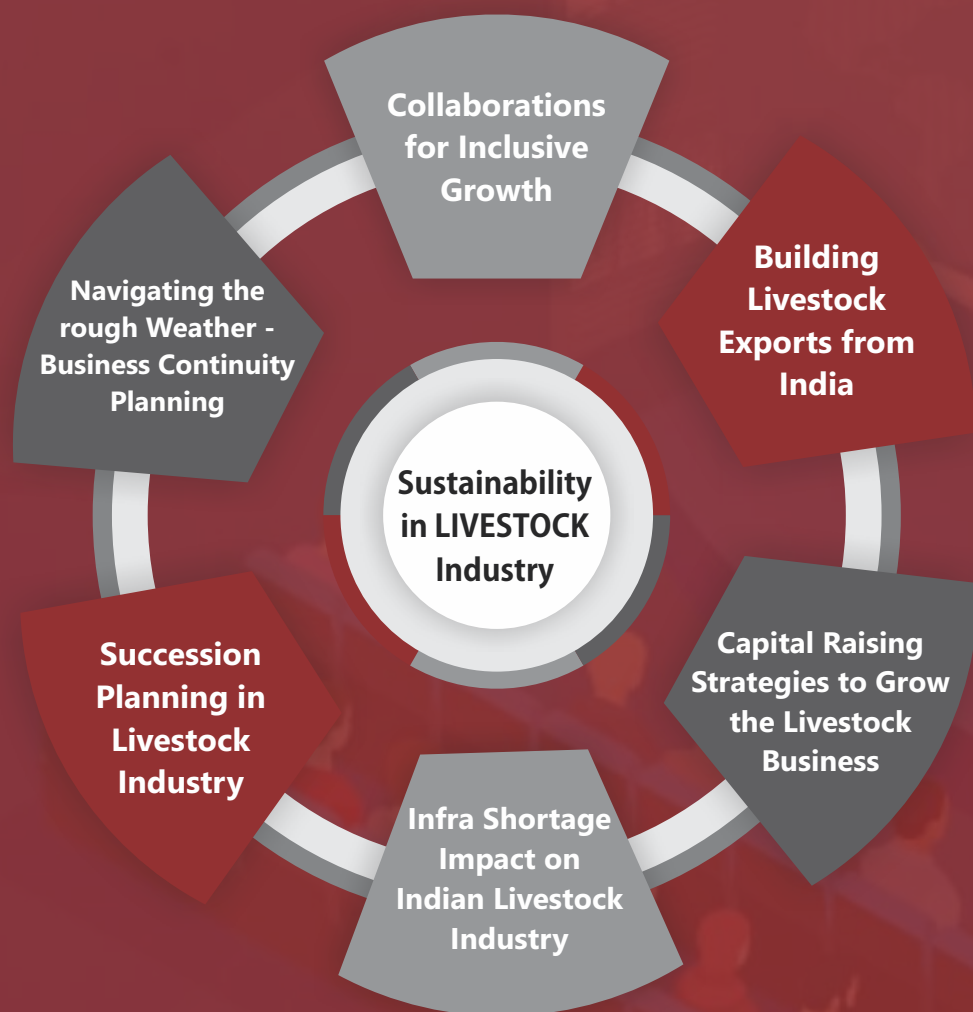 Collaborations
for Inclusive
Growth
Building
Livestock
Exports from
India
Capital Raising
Strategies to Grow
the Livestock
Business
Infra Shortage
Impact on
Indian Livestock
Industry
Succession
Planning in
Livestock
Industry
Navigating the
rough Weather -
Business Continuity
Planning
Sustainability
in LIVESTOCK
Industry